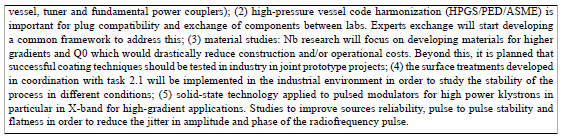 vessel, tuner and fundamental power couplers); (2) high-pressure vessel code harmonization (HPGS/PED/ASME) is
important for plug compatibility and exchange of components between labs. Experts exchange will start developing
a common framework to address this; (3) material studies: Nb research will focus on developing materials for higher
gradients and Q0 which would drastically reduce construction and/or operational costs. Beyond this, it is planned that
successful coating techniques should be tested in industry in joint prototype projects; (4) the surface treatments developed
in coordination with task 2.1 will be implemented in the industrial environment in order to study the stability of the
process in different conditions; (5) solid-state technology applied to pulsed modulators for high power klystrons in
particular in X-band for high-gradient applications. Studies to improve sources reliability, pulse to pulse stability and
flatness in order to reduce the jitter in amplitude and phase of the radiofrequency pulse.